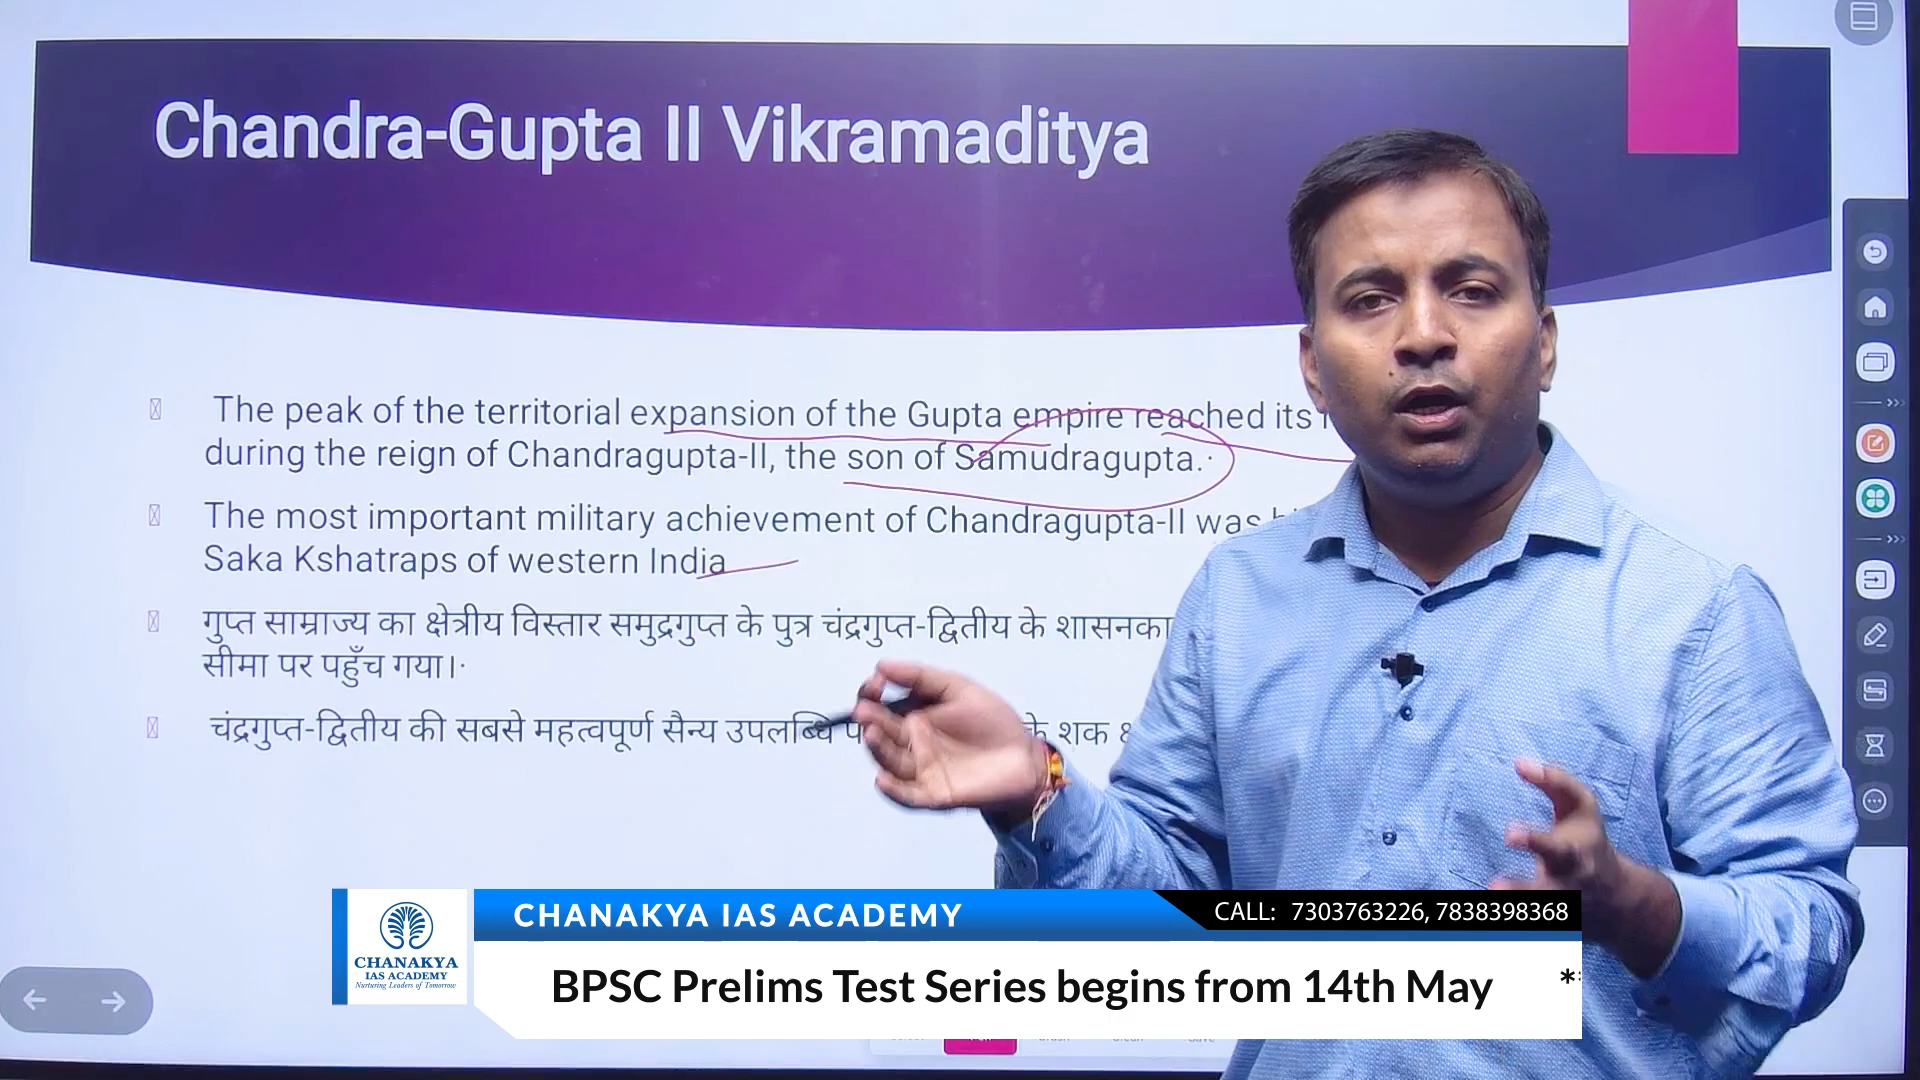 Chandra-Gupta II Vikramaditya
The peak of the territorial expansion of the Gupta empire reached its
during the reign of Chandragupta-II, the son of Samudragupta.
The most important military achievement of Chandragupta-II was
Saka Kshatraps of western India
गुप्त साम्राज्य का क्षेत्रीय विस्तार समुद्रगुप्त के पुत्र चंद्रगुप्त-द्वितीय के शासनका
सीमा पर पहुँच गया।
चंद्रगुप्त-द्वितीय की सबसे महत्वपूर्ण सैन्य उपलब्धि के शक
CHANAKYA IAS ACADEMY
CALL: 7303763226, 7838398368
CHANAKYA
IAS ACADEMY
Nurturing Leaders of Tomorrow
BPSC Prelims Test Series begins from 14th May *